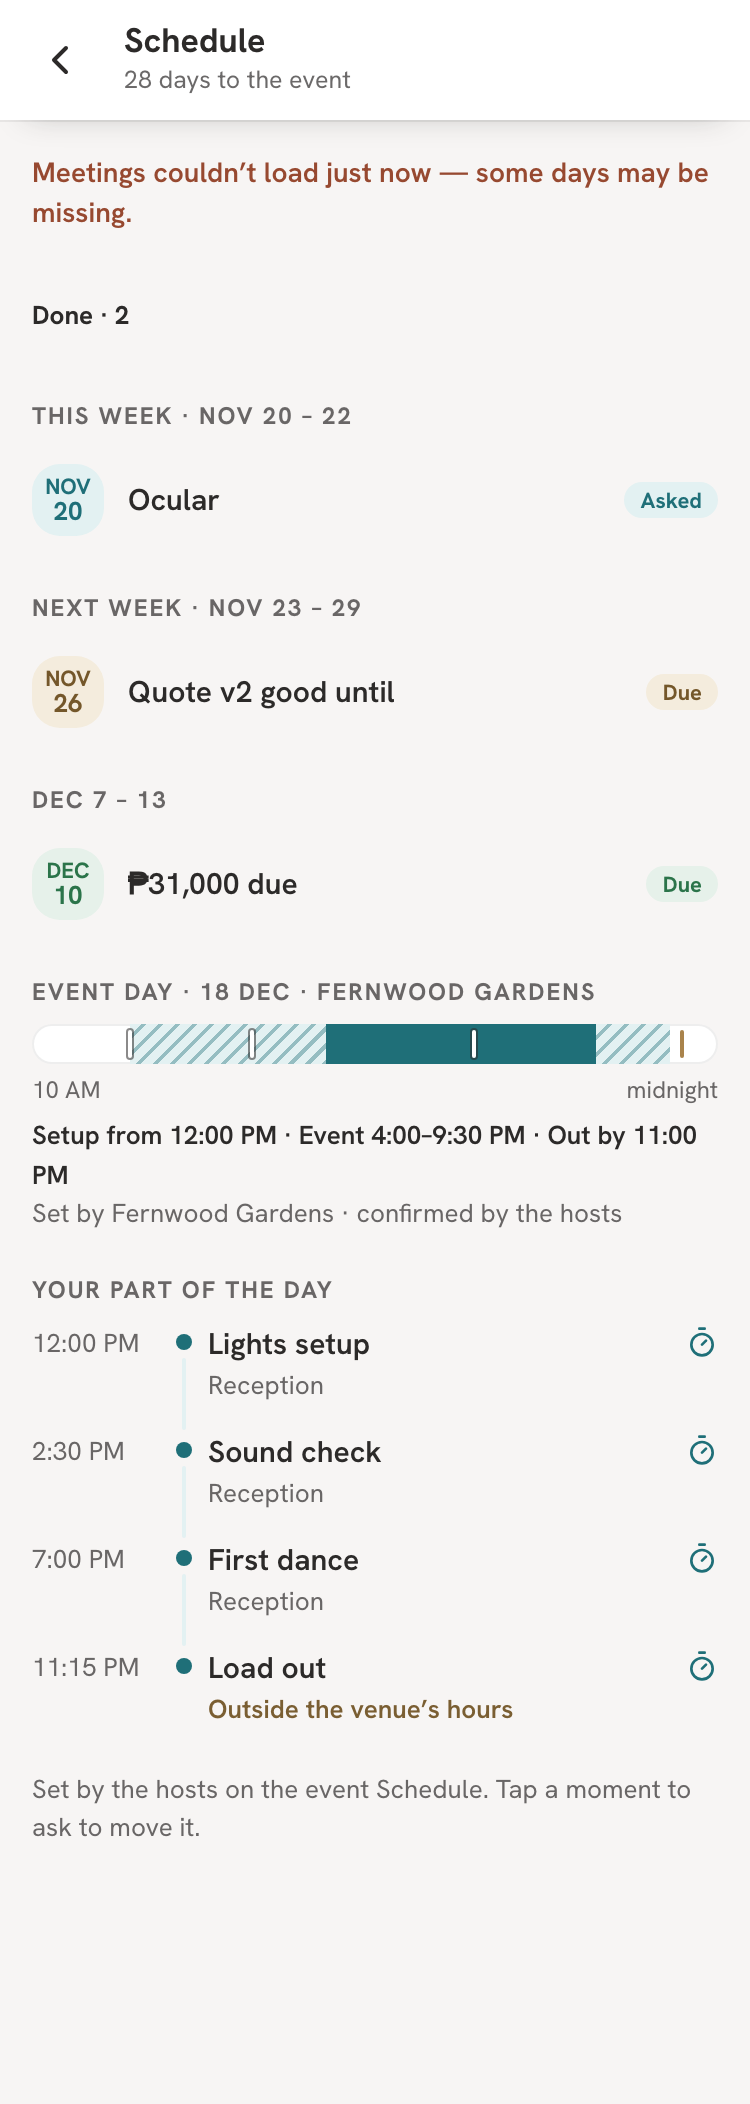 Schedule
28 days to the event
Meetings couldn’t load just now — some days may be
missing.
Done · 2
THIS WEEK · NOV 20 – 22
NOV
20
Ocular
Asked
NEXT WEEK · NOV 23 – 29
NOV
26
Quote v2 good until
Due
DEC 7 – 13
DEC
10
₱31,000 due
Due
EVENT DAY · 18 DEC · FERNWOOD GARDENS
10 AM
midnight
Setup from 12:00 PM · Event 4:00–9:30 PM · Out by 11:00
PM
Set by Fernwood Gardens · confirmed by the hosts
YOUR PART OF THE DAY
12:00 PM
Lights setup
Reception
2:30 PM
Sound check
Reception
7:00 PM
First dance
Reception
11:15 PM
Load out
Outside the venue’s hours
Set by the hosts on the event Schedule. Tap a moment to
ask to move it.